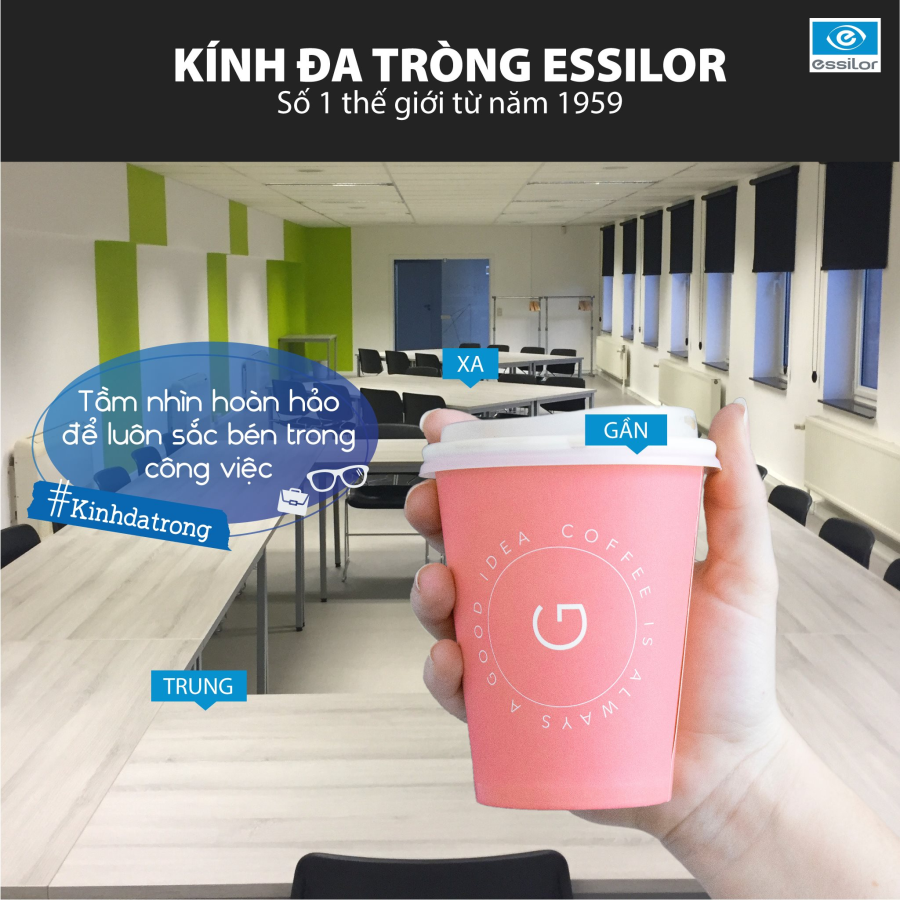 KÍNH ĐA TRÒNG ESSILOR
Số 1 thế giới từ năm 1959
essilor
XA
GẦN
Tầm nhìn hoàn hảo
để luôn sắc bén trong
công việc
#Kinhdatrong
TRUNG
COFFEE IS ALWAYS A GOOD IDEA
G